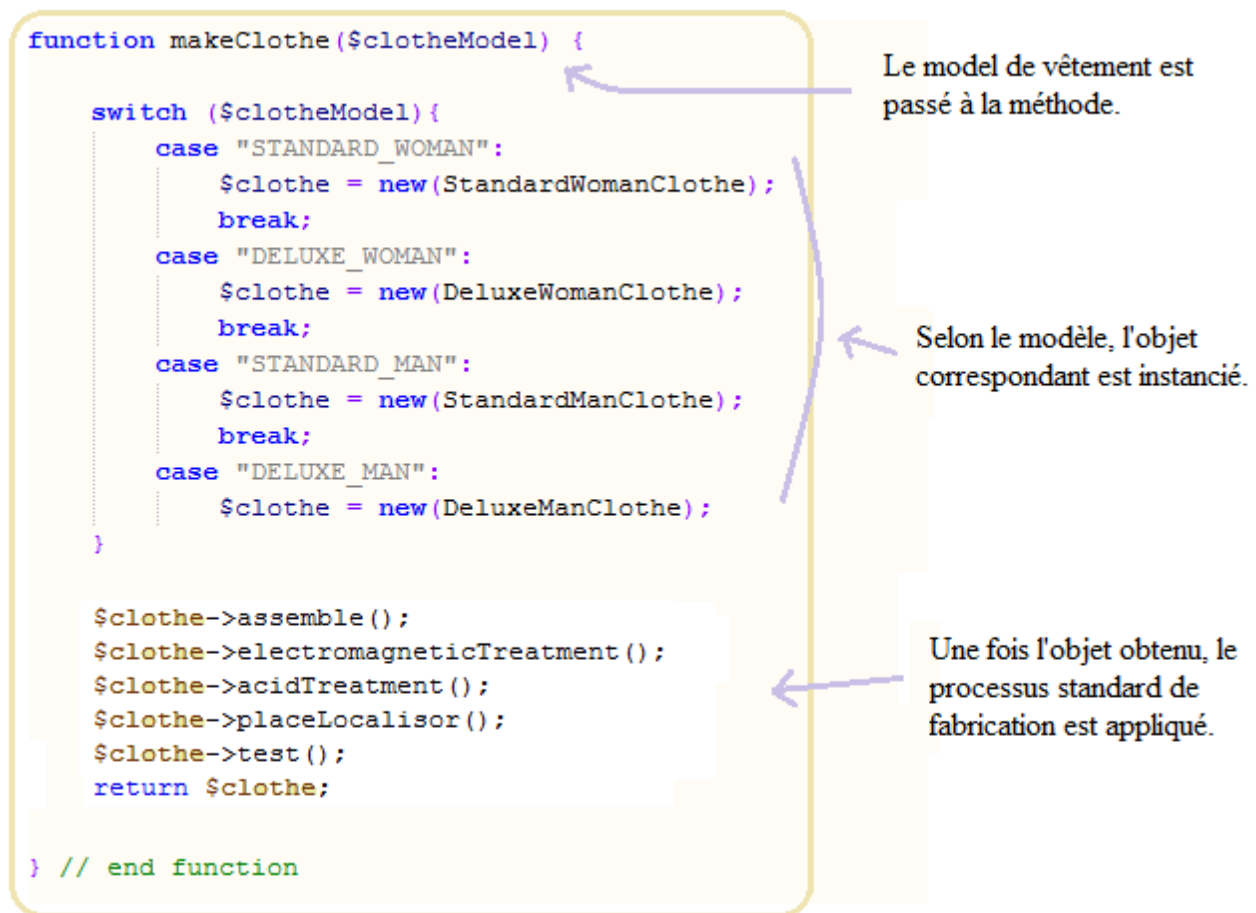 function makeClothe($clotheModel) {
Le model de vêtement est
passé à la méthode.
switch ($clotheModel){
case "STANDARD_WOMAN":
$clothe = new(StandardWomanClothe);
break;
case "DELUXE_WOMAN":
$clothe = new(DeluxeWomanClothe);
break;
case "STANDARD_MAN":
$clothe = new(StandardManClothe);
break;
case "DELUXE_MAN":
$clothe = new(DeluxeManClothe);
}
Selon le modèle, l'objet
correspondant est instancié.
$clothe->assemble();
$clothe->electromagneticTreatment();
$clothe->acidTreatment();
$clothe->placeLocalisor();
$clothe->test();
return $clothe;
Une fois l'objet obtenu, le
processus standard de
fabrication est appliqué.
} // end function